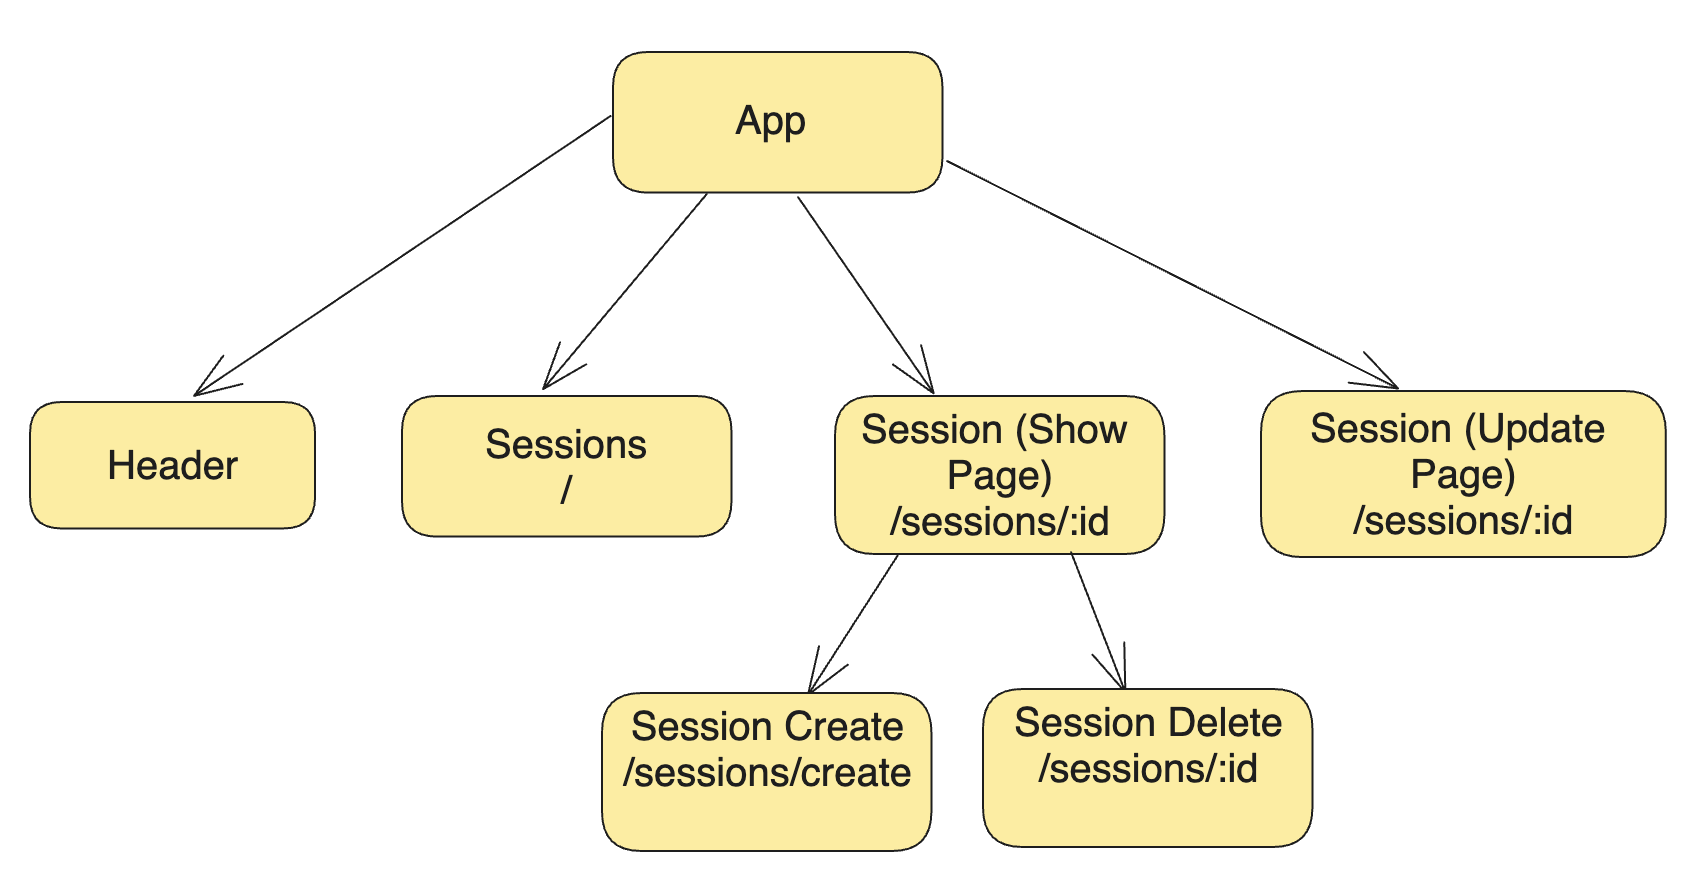 App
Header
Sessions
/
Session (Show
Page)
/sessions/:id
Session (Update
Page)
/sessions/:id
Session Create
/sessions/create
Session Delete
/sessions/:id